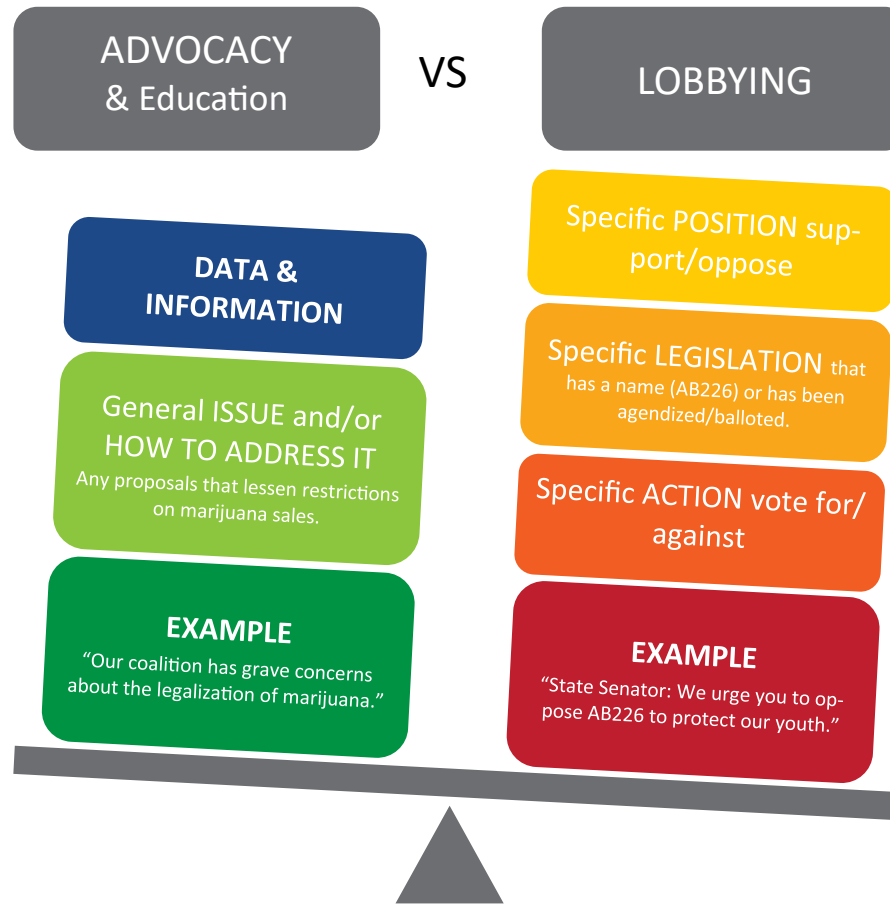 ADVOCACY
& Education
VS
LOBBYING
DATA &
INFORMATION
General ISSUE and/or
HOW TO ADDRESS IT
Any proposals that lessen restrictions
on marijuana sales.
EXAMPLE
“Our coalition has grave concerns
about the legalization of marijuana.”
Specific POSITION sup-
port/oppose
Specific LEGISLATION that
has a name (AB226) or has been
agendized/balloted.
Specific ACTION vote for/
against
EXAMPLE
“State Senator: We urge you to op-
pose AB226 to protect our youth.”